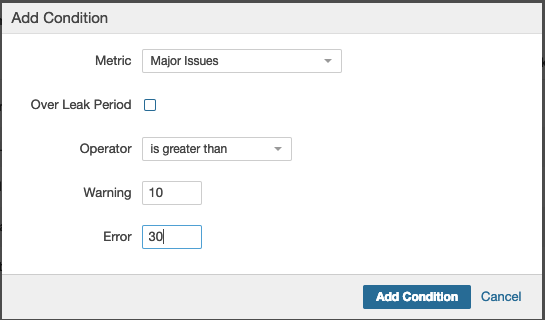 Add Condition
Metric Major Issues
Over Leak Period
Operator is greater than
Warning 10
Error 30
Add Condition Cancel